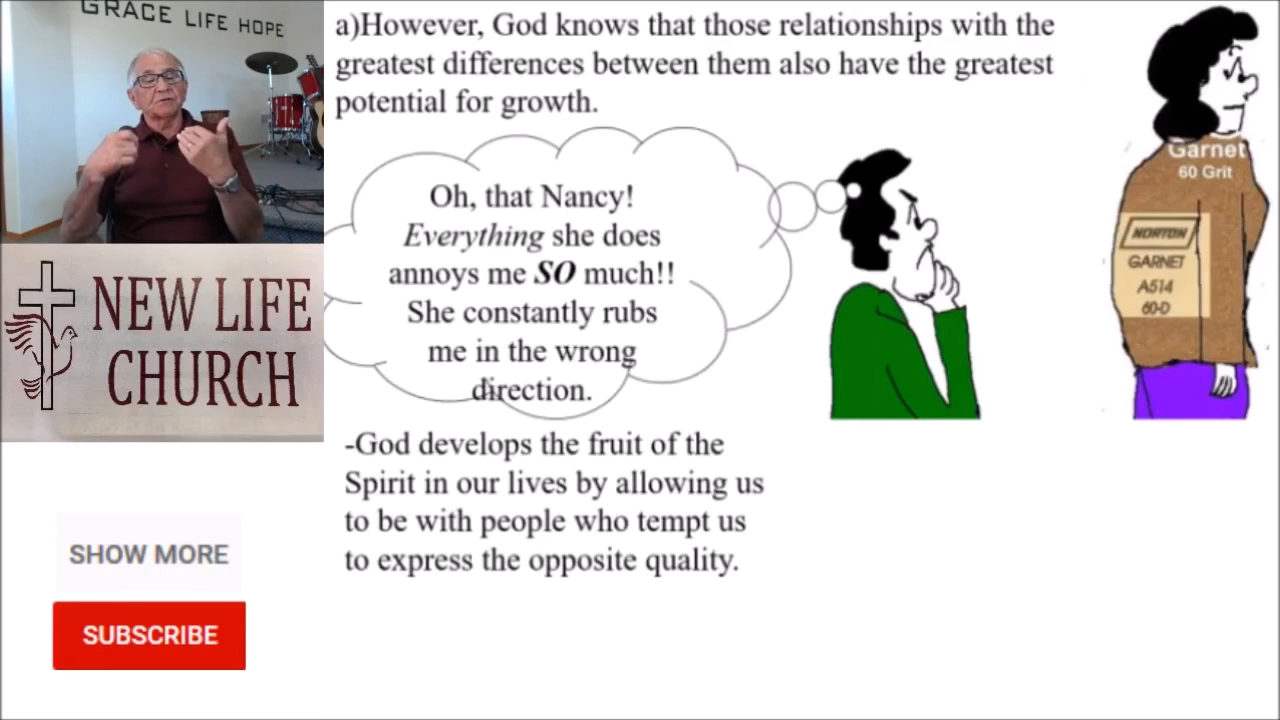 GRACE LIFE HOPE
NEW LIFE
CHURCH
SHOW MORE
SUBSCRIBE
a)However, God knows that those relationships with the
greatest differences between them also have the greatest
potential for growth.
Oh, that Nancy!
Everything she does
annoys me SO much!!
She constantly rubs
me in the wrong
direction.
Garnet
60 Grit
NORTON
GARNET
A514
60-D
-God develops the fruit of the
Spirit in our lives by allowing us
to be with people who tempt us
to express the opposite quality.